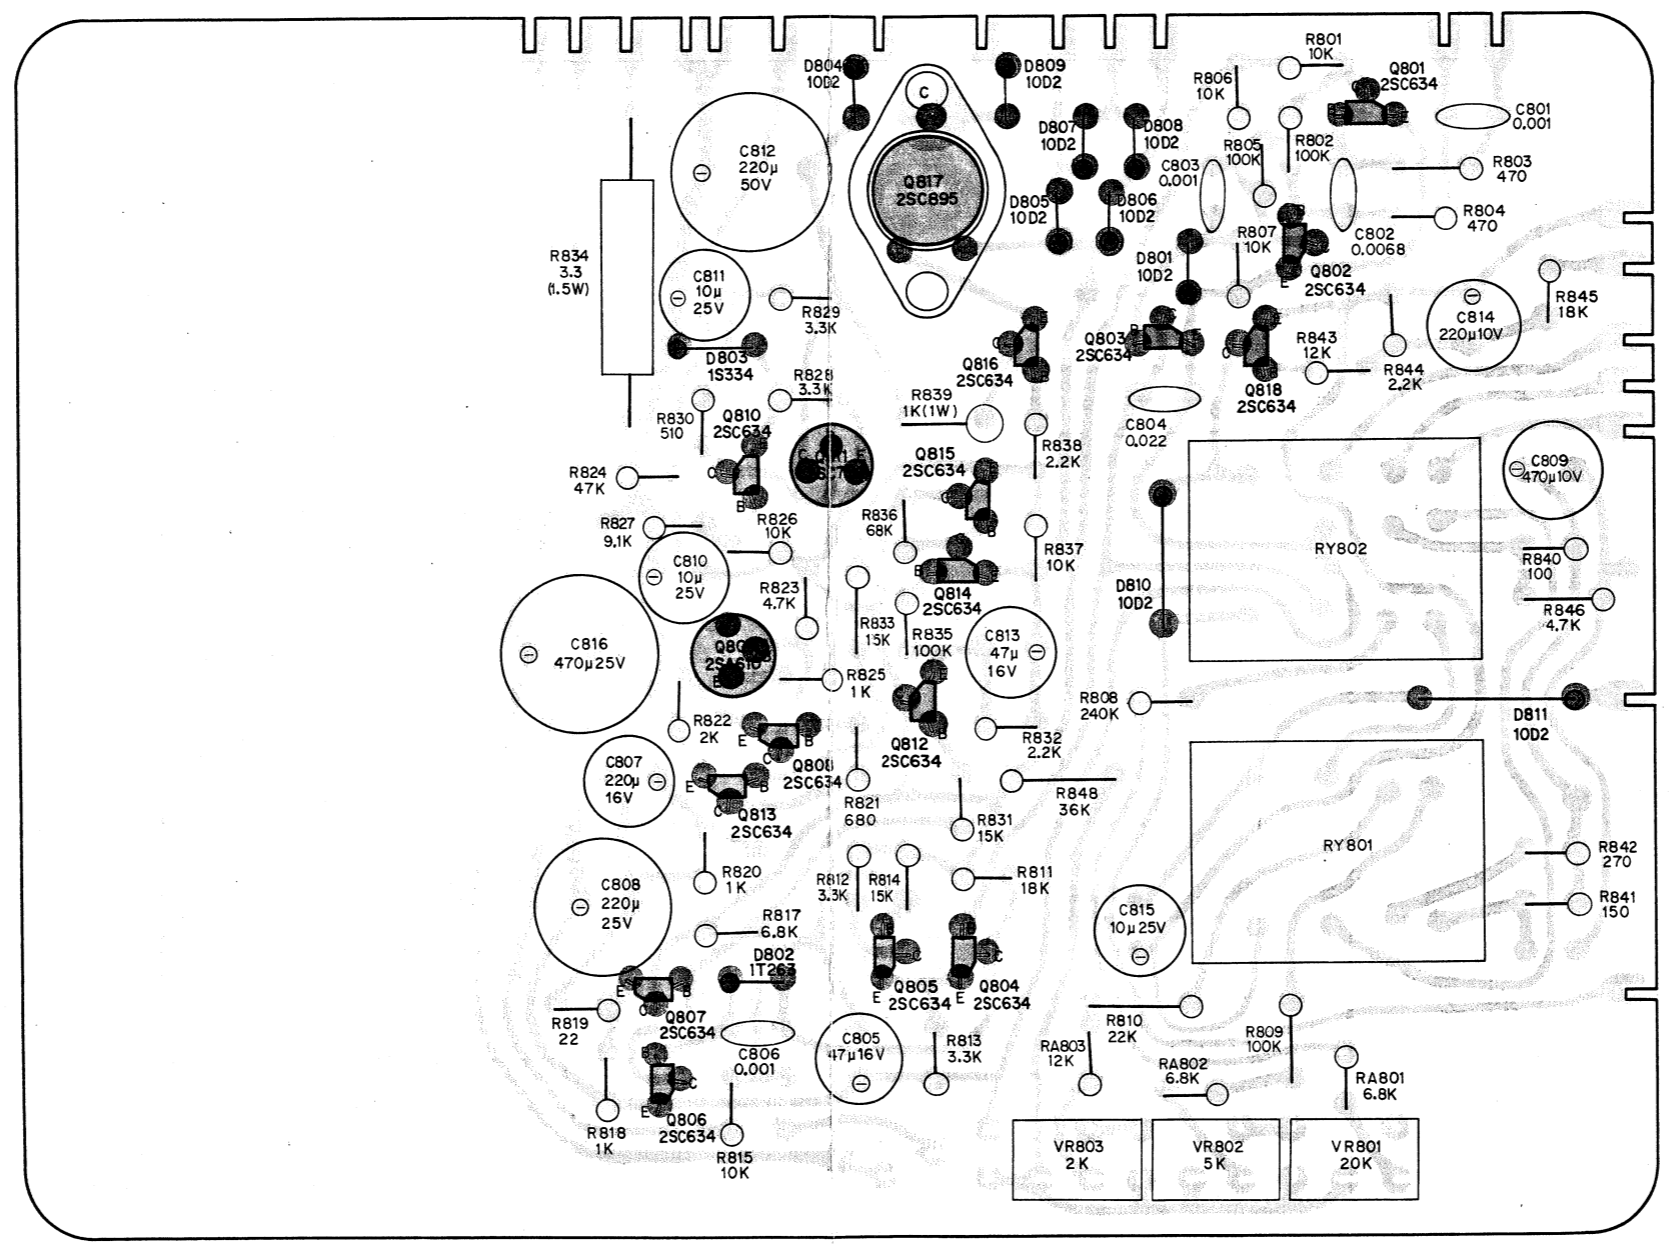 D804
10D2
D809
10D2
R801
10K
Q801
2SC634
C
B
E
R806
10K
C801
0.001
C
D807
10D2
D808
10D2
R805
100K
R802
100K
C803
0.001
R803
470
C812
220µ
50V
Q817
2SC895
D805
10D2
D806
10D2
R804
470
B
R807
10K
C802
0.0068
D801
10D2
Q802
2SC634
E
R834
3.3
(1.5W)
C811
10µ
25V
R829
3.3K
C814
220µ10V
R845
18K
D803
1S334
E
C
Q816
2SC634
B
C
B
E
Q803
2SC634
E
C
B
Q818
2SC634
R843
12K
R844
2.2K
R828
3.3K
R830
510
Q810
2SC634
C
B
R839
1K(1W)
R838
2.2K
C804
0.022
R824
47K
C
E
Q815
2SC634
C
B
C809
470µ10V
R827
9.1K
R826
10K
R836
68K
R837
10K
RY802
R840
100
C810
10µ
25V
R823
4.7K
B
Q814
2SC634
D810
10D2
R846
4.7K
C816
470µ25V
2SA610
B
R833
15K
R835
100K
C813
47µ
16V
R825
1K
E
R808
240K
D811
10D2
R822
2K
E
B
C
Q808
2SC634
B
Q812
2SC634
R832
2.2K
C807
220µ
16V
E
B
C
Q813
2SC634
R821
680
R848
36K
R831
15K
RY801
R842
270
R820
1K
R812
3.3K
R814
15K
R811
18K
C808
220µ
25V
R817
6.8K
C815
10µ25V
R841
150
D802
1T263
C
E
Q805
2SC634
C
E
Q804
2SC634
E
B
C
Q807
2SC634
R819
22
C806
0.001
C805
47µ16V
R813
3.3K
R810
22K
R809
100K
RA803
12K
RA802
6.8K
RA801
6.8K
B
C
E
Q806
2SC634
R818
1K
R815
10K
VR803
2K
VR802
5K
VR801
20K